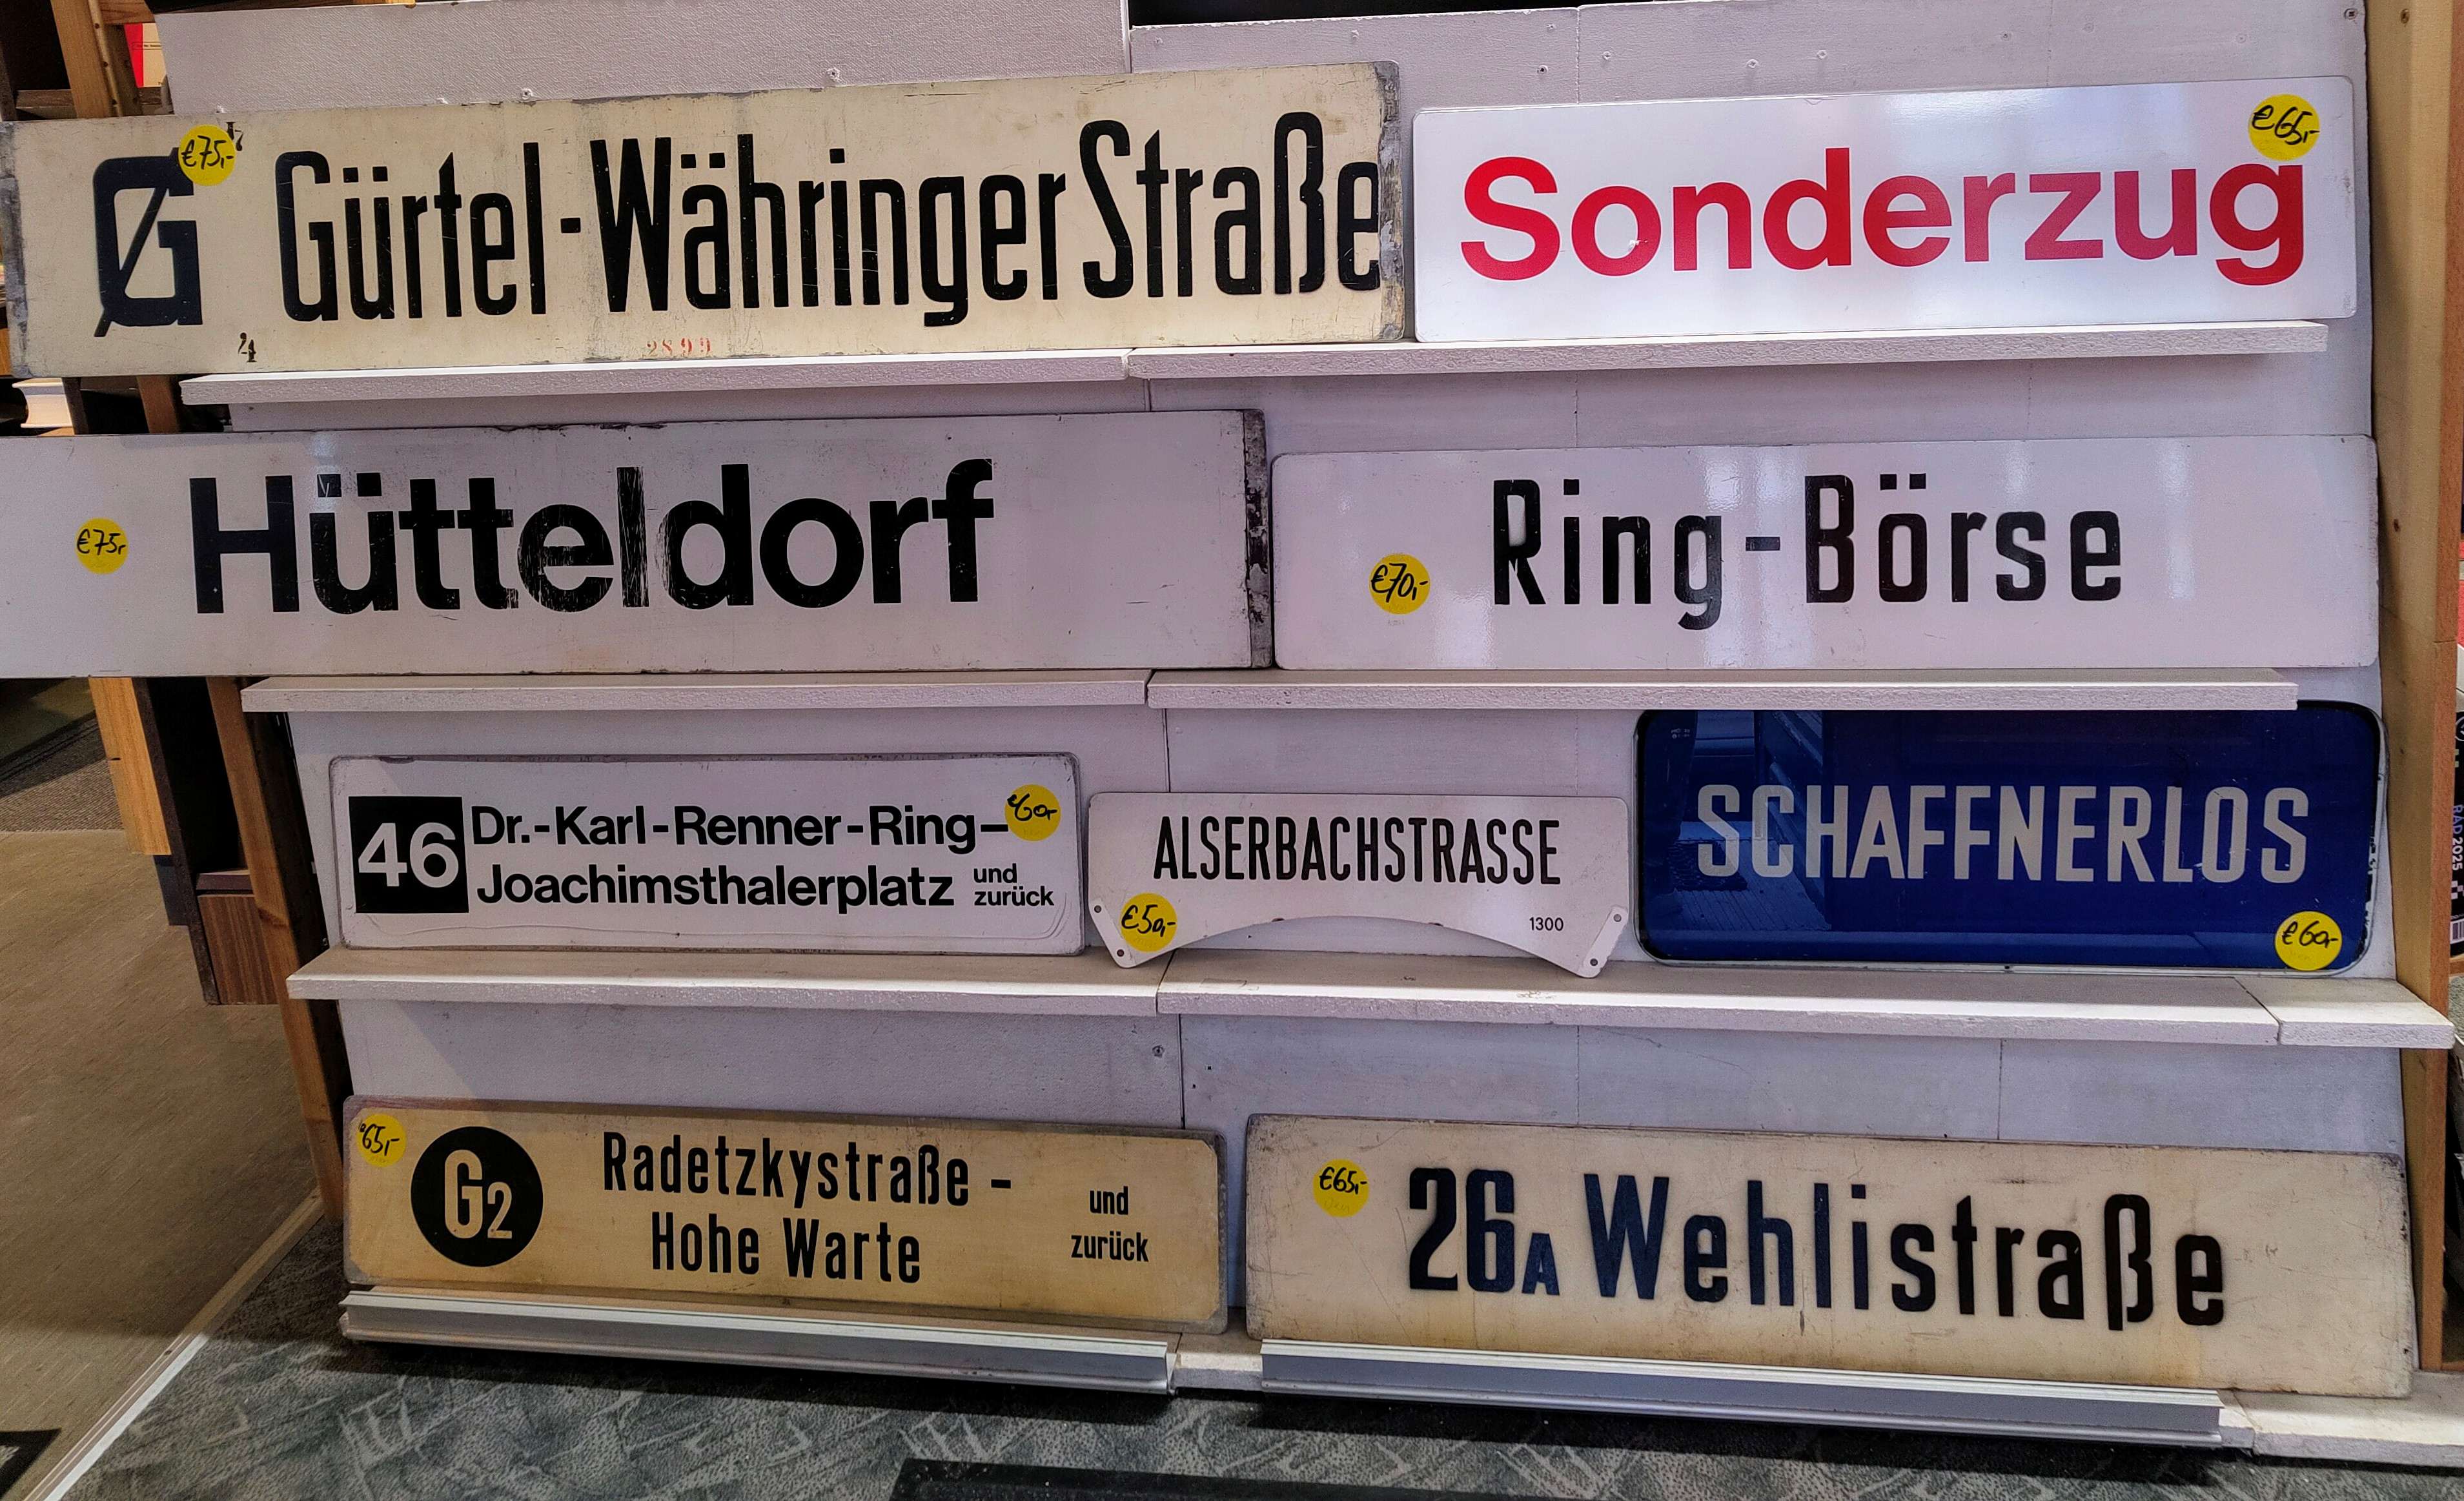 G €75,- Gürtel-Währinger Straße
4
2899
Sonderzug €65,-
€75,- Hütteldorf
€70,- Ring-Börse
46 Dr.-Karl-Renner-Ring–
Joachimsthalerplatz und
zurück
€60,-
ALSERBACHSTRASSE
€50,- 1300
SCHAFFNERLOS
€60,-
€65,- G2 Radetzkystraße -
Hohe Warte
und
zurück
€65,- 26A Wehlistraße